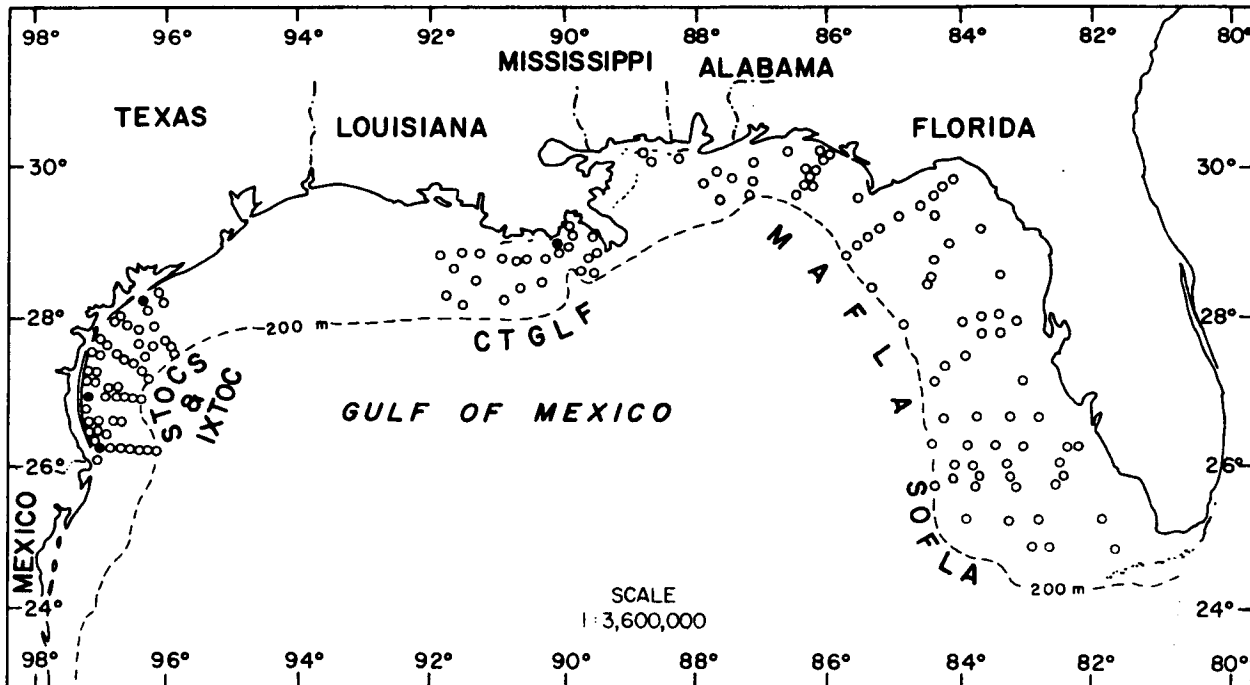 98° 96° 94° 92° 90° 88° 86° 84° 82° 80°
MISSISSIPPI ALABAMA
TEXAS LOUISIANA FLORIDA
30° 30°
MAFLA
28° 200 m CTGLF 28°
STOCS & IXTOC
GULF OF MEXICO
26° 26°
SOFLA
MEXICO
SCALE 200 m
24° 1:3,600,000 24°
98° 96° 94° 92° 90° 88° 86° 84° 82° 80°